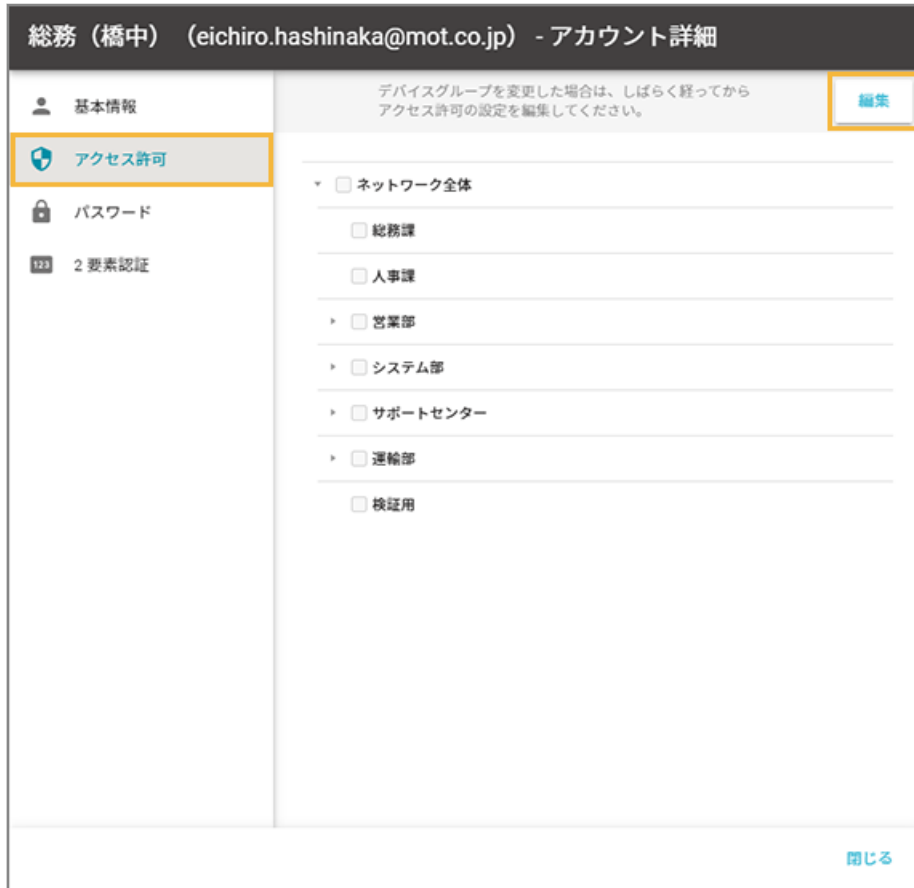 総務（橋中）（eichiro.hashinaka@mot.co.jp） - アカウント詳細
基本情報
アクセス許可
パスワード
123 2 要素認証
デバイスグループを変更した場合は、しばらく経ってから
アクセス許可の設定を編集してください。
編集
ネットワーク全体
総務課
人事課
営業部
システム部
サポートセンター
運輸部
検証用
閉じる